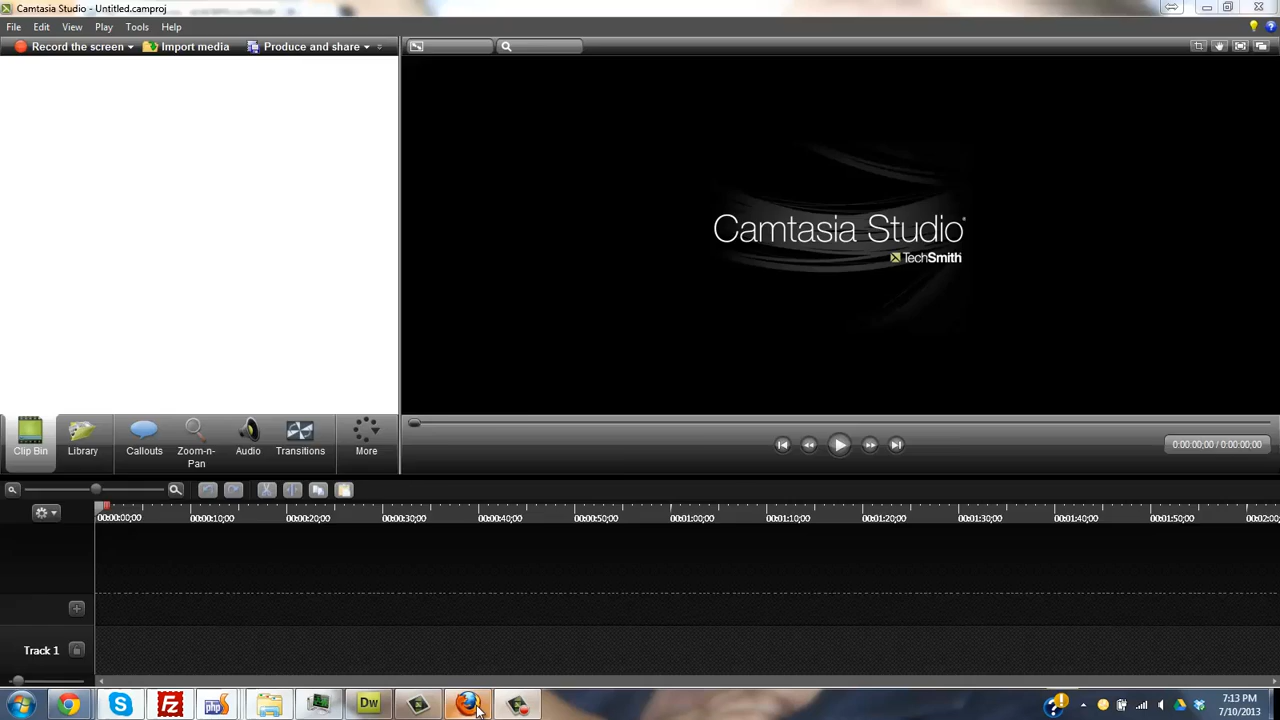 Camtasia Studio - Untitled.camproj
File Edit View Play Tools Help
Record the screen Import media Produce and share
Camtasia Studio
TechSmith
Clip Bin Library Callouts Zoom-n-Pan Audio Transitions More
0:00:00;00 / 0:00:00;00
00:00:00;00 00:00:10;00 00:00:20;00 00:00:30;00 00:00:40;00 00:00:50;00 00:01:00;00 00:01:10;00 00:01:20;00 00:01:30;00 00:01:40;00 00:01:50;00 00:02:00
Track 1
Fz php Dw
7:13 PM
7/10/2013